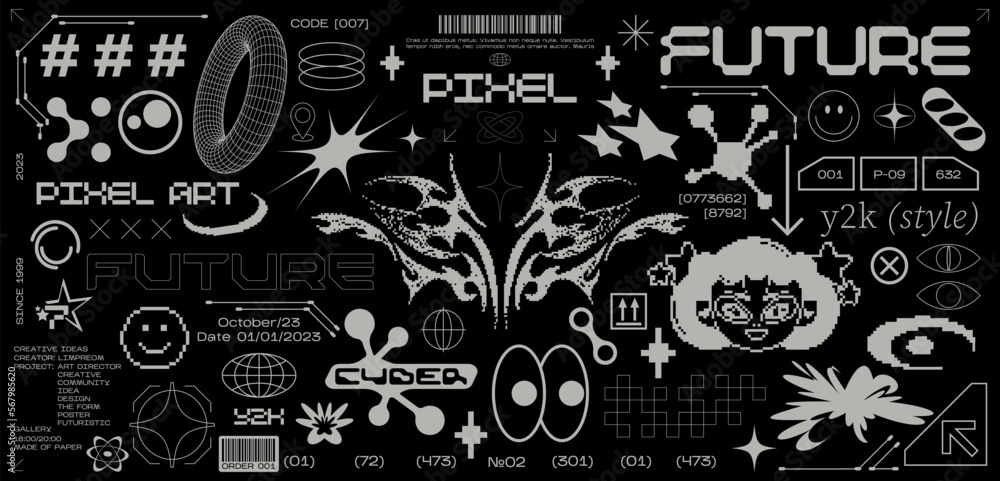 CODE [007]
Cras ut dapibus metus. Vivamus non neque nulla. Vestibulum
tempor nibh eros, nec commodo metus ornare auctor. Mauris
# # #
PIXEL
FUTURE
2023
PIXEL ART
001
P-09
632
[0773662]
[8792]
y2k (style)
FUTURE
SINCE 1999
October/23
Date 01/01/2023
CREATIVE IDEAS
CREATOR: LIMPREOM
PROJECT: ART DIRECTOR
CREATIVE
COMMUNITY
IDEA
DESIGN
THE FORM
POSTER
FUTURISTIC
GALLERY
18:00/20:00
MADE OF PAPER
CYBER
Y2K
ORDER 001
(01)
(72)
(473)
№02
(301)
(01)
(473)
Adobe Stock | #567985620